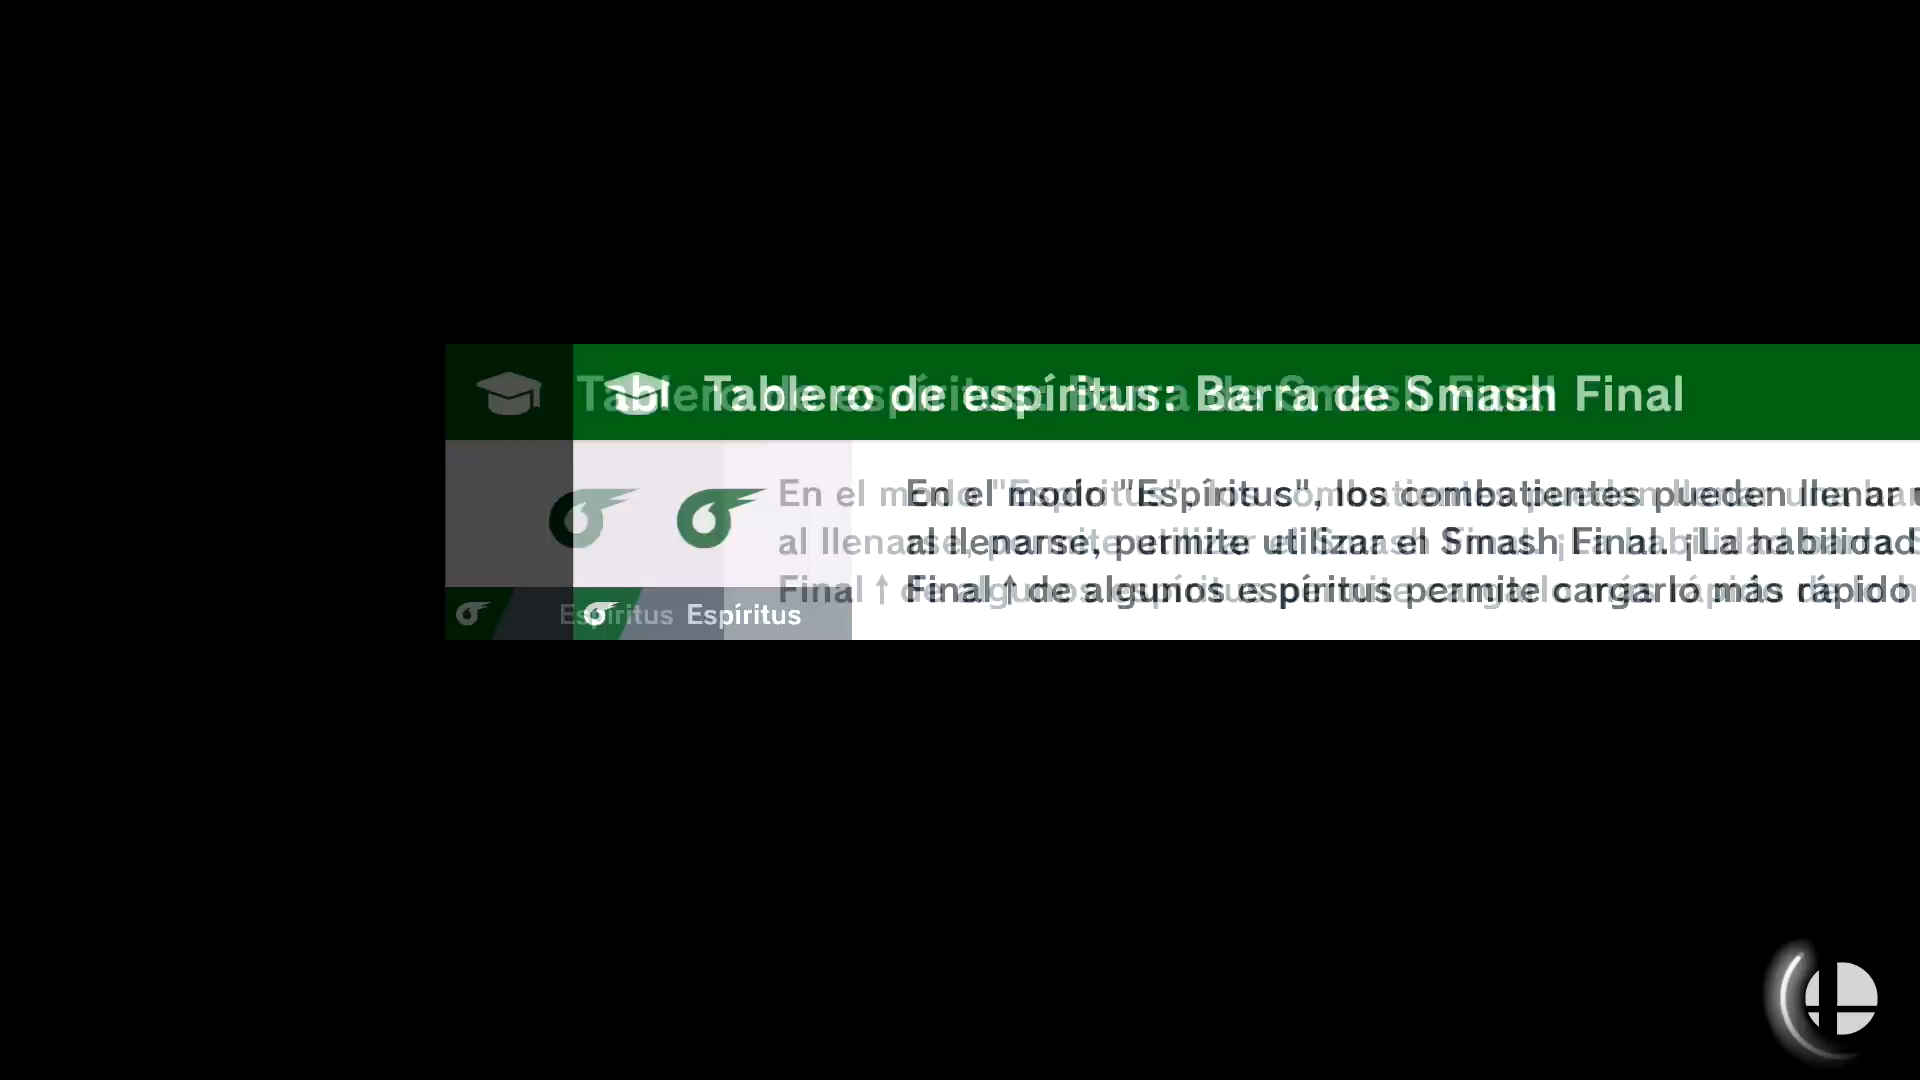 Tablero de espíritus: Barra de Smash Final
En el modo "Espíritus", los combatientes pueden llenar
al llenarse, permite utilizar el Smash Final. ¡La habilidad
Final ↑ de algunos espíritus permite cargarlo más rápido
Espíritus